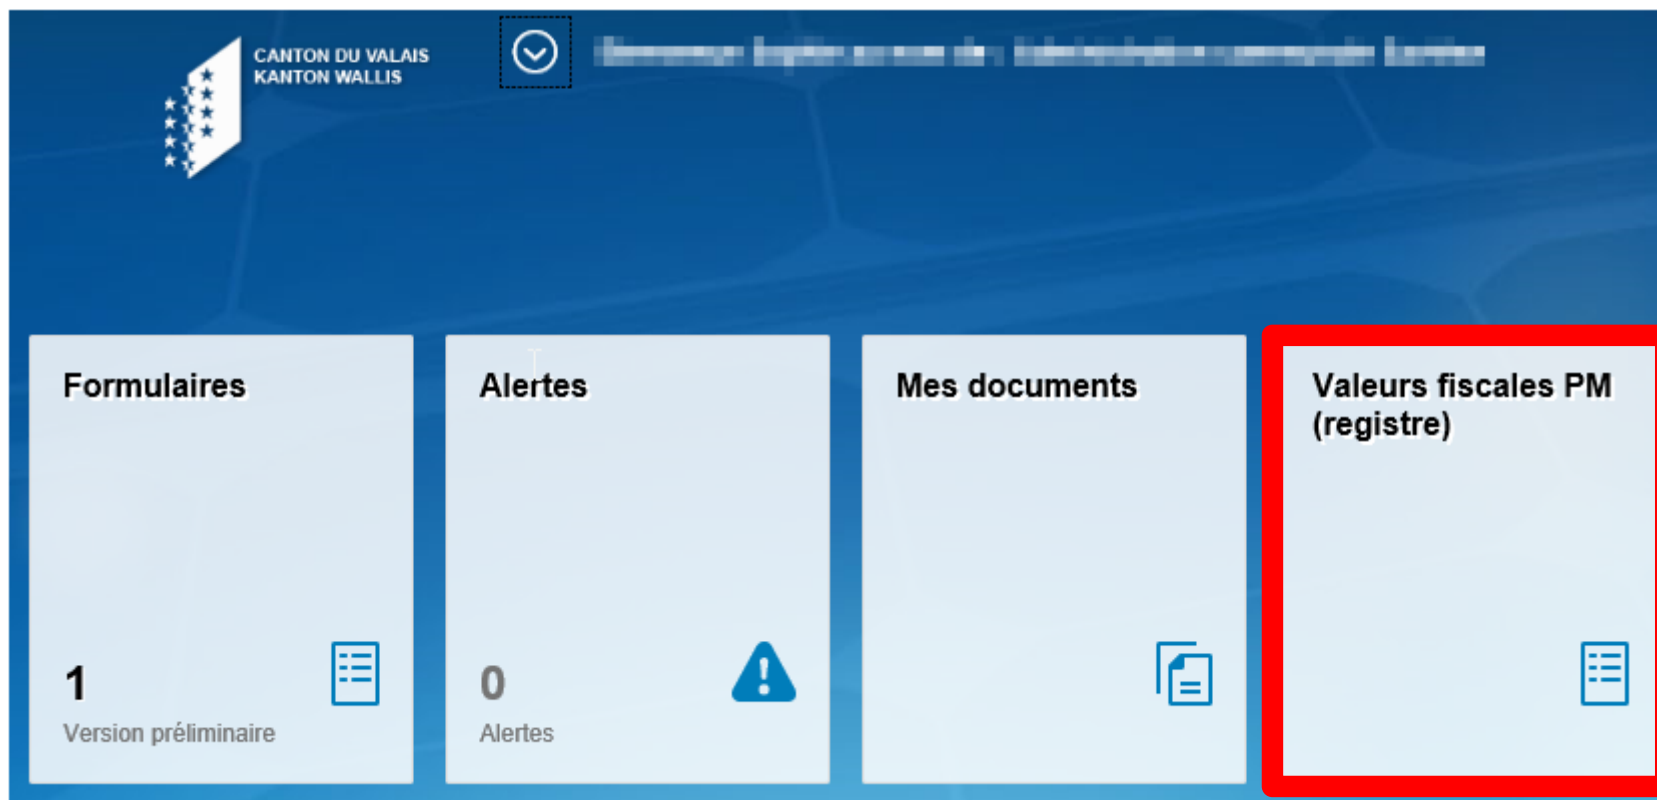 CANTON DU VALAIS
KANTON WALLIS
Formulaires
1
Version préliminaire
Alertes
0
Alertes
Mes documents
Valeurs fiscales PM
(registre)